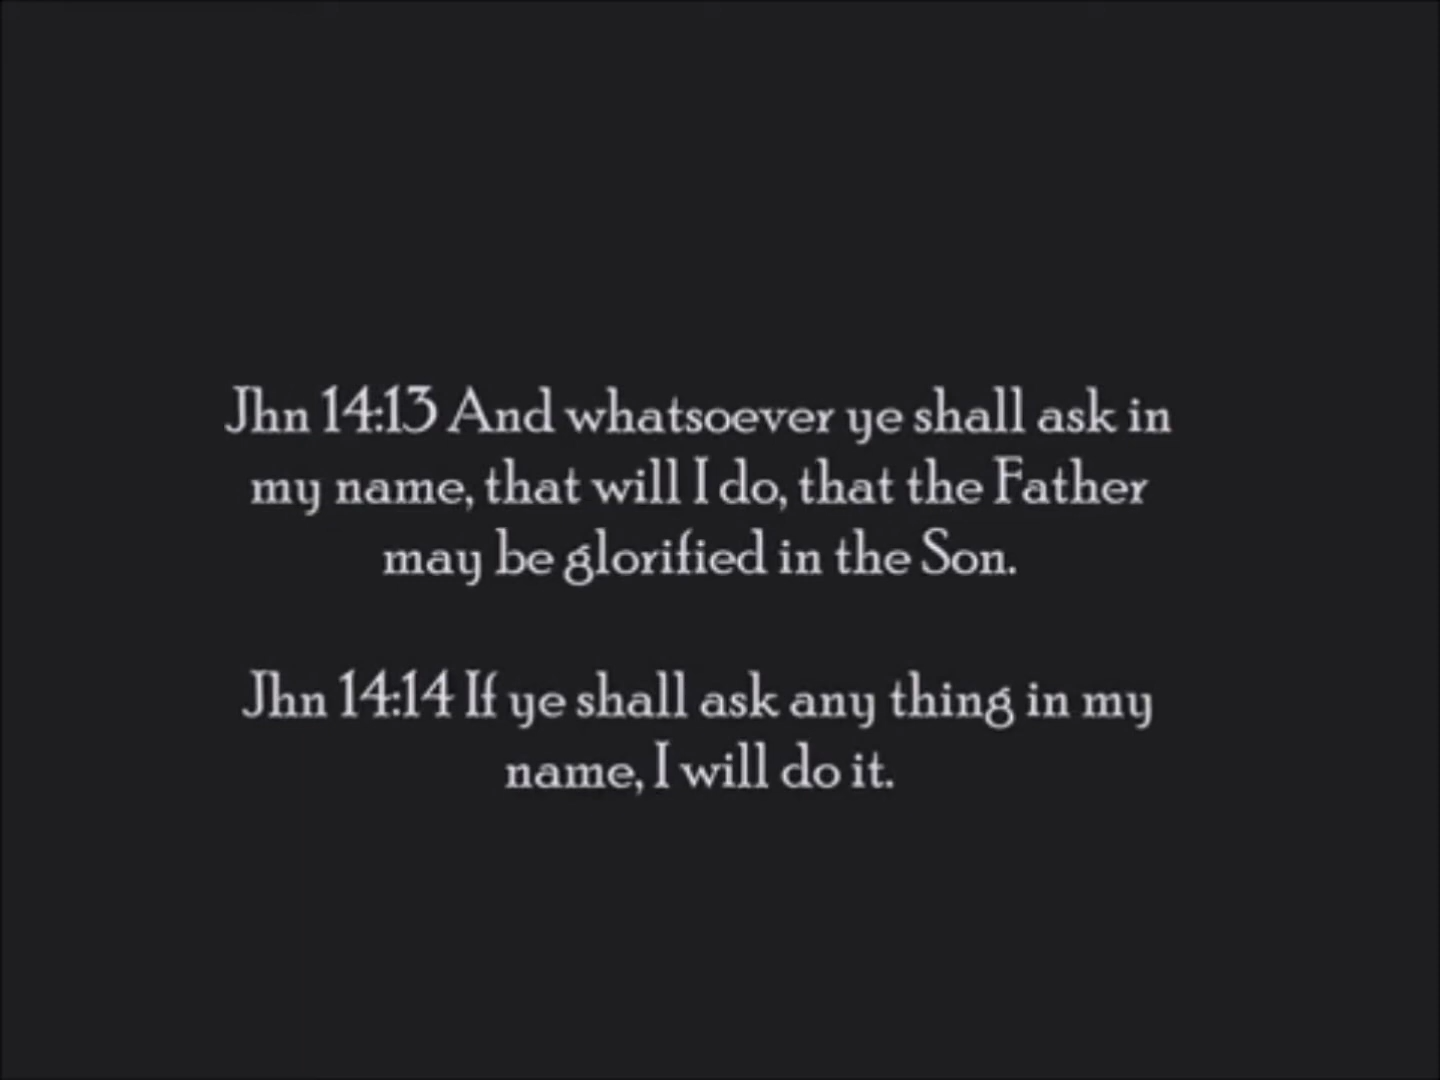 Jhn 14:13 And whatsoever ye shall ask in
my name, that will I do, that the Father
may be glorified in the Son.
Jhn 14:14 If ye shall ask any thing in my
name, I will do it.